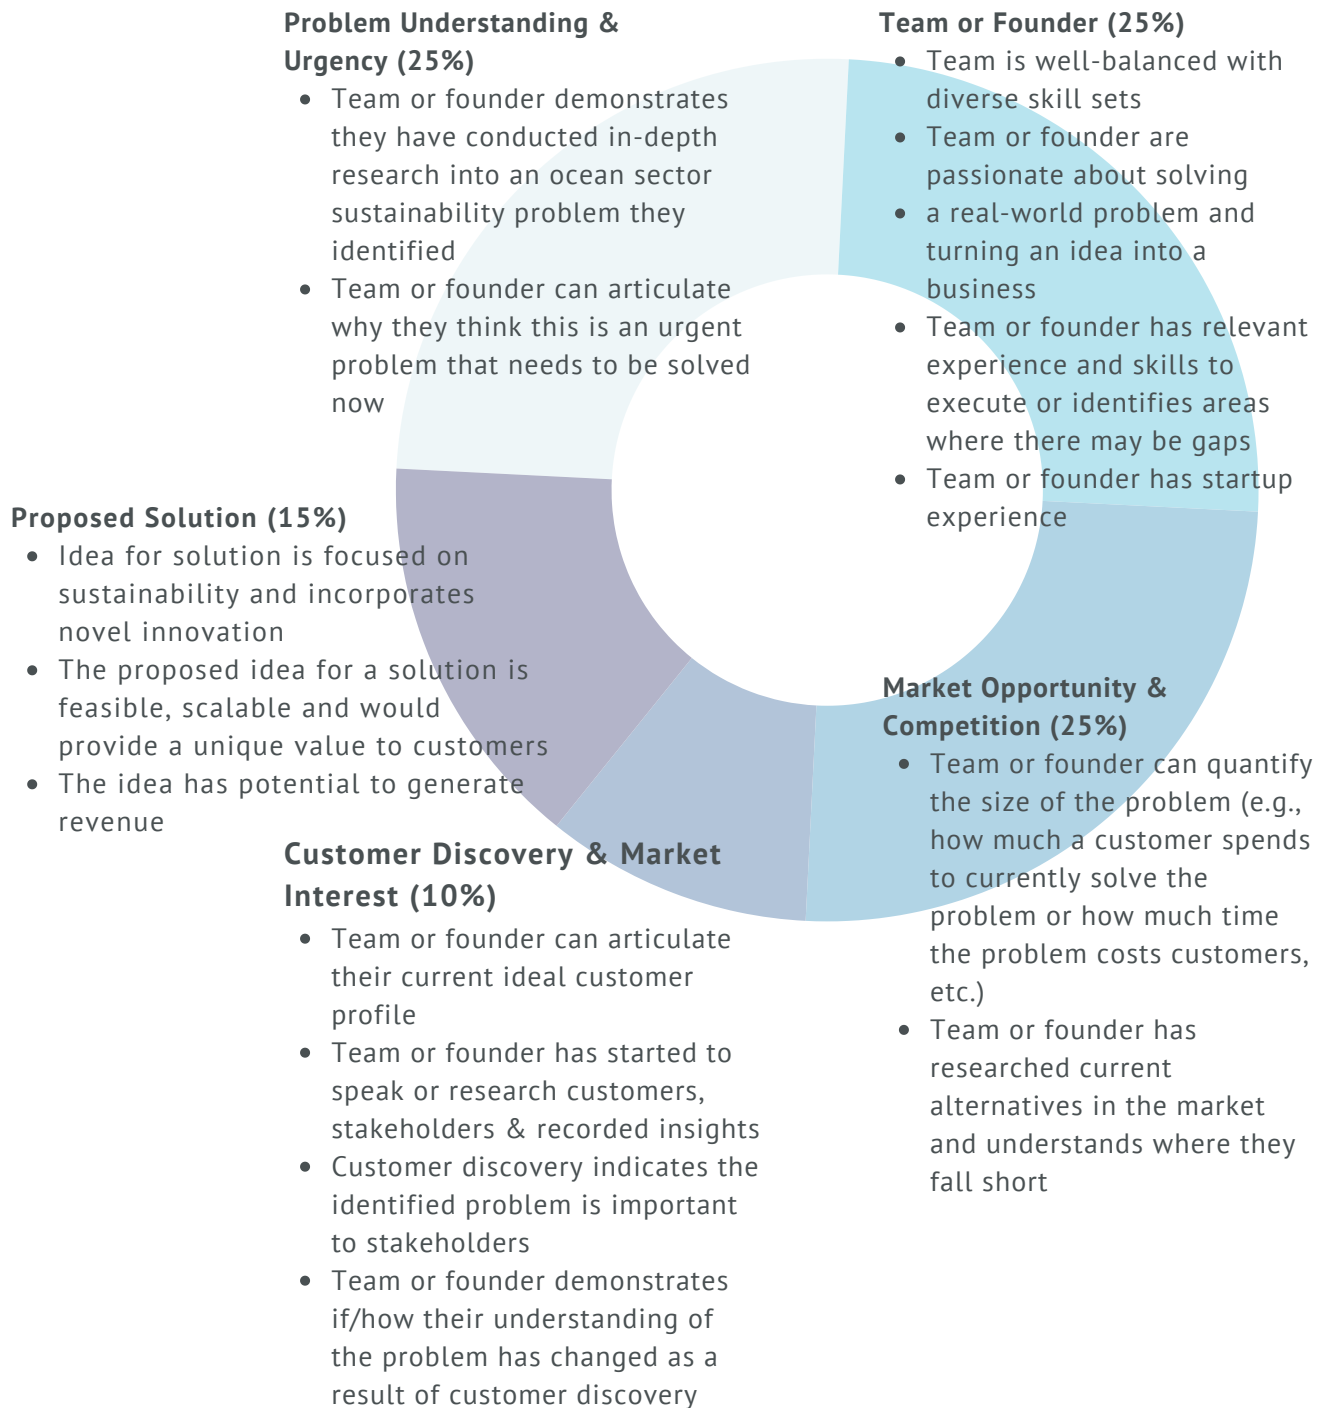 Problem Understanding &
Urgency (25%)
• Team or founder demonstrates
they have conducted in-depth
research into an ocean sector
sustainability problem they
identified
• Team or founder can articulate
why they think this is an urgent
problem that needs to be solved
now
Team or Founder (25%)
• Team is well-balanced with
diverse skill sets
• Team or founder are
passionate about solving
• a real-world problem and
turning an idea into a
business
• Team or founder has relevant
experience and skills to
execute or identifies areas
where there may be gaps
• Team or founder has startup
experience
Proposed Solution (15%)
• Idea for solution is focused on
sustainability and incorporates
novel innovation
• The proposed idea for a solution is
feasible, scalable and would
provide a unique value to customers
• The idea has potential to generate
revenue
Market Opportunity &
Competition (25%)
• Team or founder can quantify
the size of the problem (e.g.,
how much a customer spends
to currently solve the
problem or how much time
the problem costs customers,
etc.)
• Team or founder has
researched current
alternatives in the market
and understands where they
fall short
Customer Discovery & Market
Interest (10%)
• Team or founder can articulate
their current ideal customer
profile
• Team or founder has started to
speak or research customers,
stakeholders & recorded insights
• Customer discovery indicates the
identified problem is important
to stakeholders
• Team or founder demonstrates
if/how their understanding of
the problem has changed as a
result of customer discovery